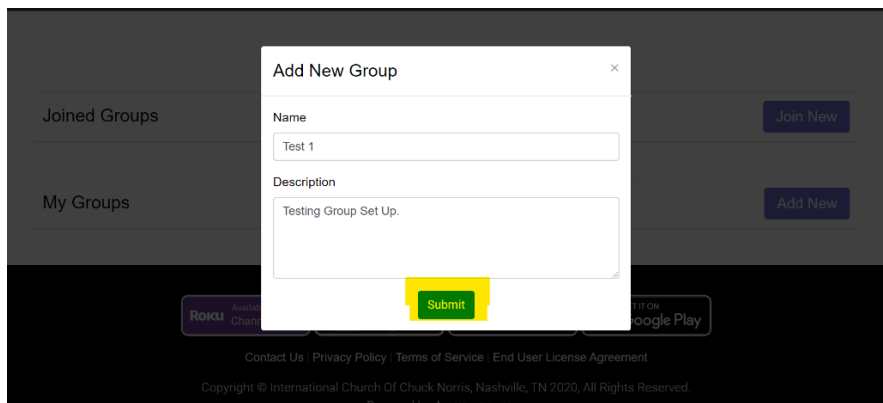 Add New Group
×
Joined Groups
Join New
Name
Test 1
Description
My Groups
Add New
Testing Group Set Up.
Submit
Roku
Contact Us | Privacy Policy | Terms of Service | End User License Agreement
Copyright © International Church Of Chuck Norris, Nashville, TN 2020, All Rights Reserved.